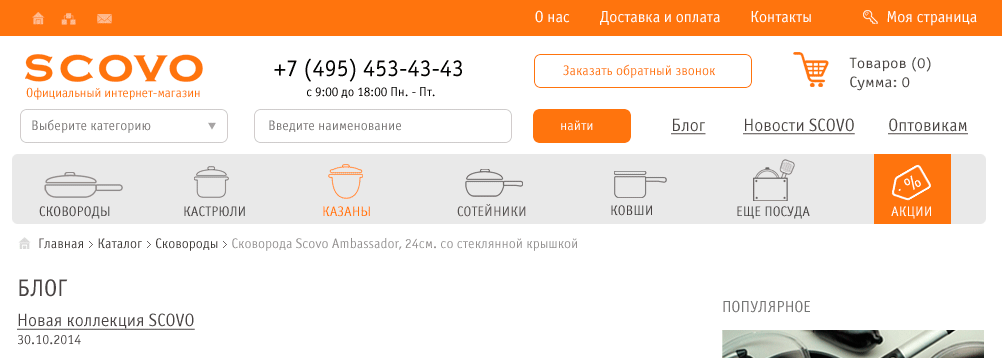 О нас Доставка и оплата Контакты Моя страница
SCOVO
Официальный интернет-магазин
+7 (495) 453-43-43
с 9:00 до 18:00 Пн. - Пт.
Заказать обратный звонок
Товаров (0)
Сумма: 0
Выберите категорию
Введите наименование
найти
Блог Новости SCOVO Оптовикам
СКОВОРОДЫ КАСТРЮЛИ КАЗАНЫ СОТЕЙНИКИ КОВШИ ЕЩЕ ПОСУДА % АКЦИИ
Главная > Каталог > Сковороды > Сковорода Scovo Ambassador, 24см. со стеклянной крышкой
БЛОГ
Новая коллекция SCOVO
30.10.2014
ПОПУЛЯРНОЕ